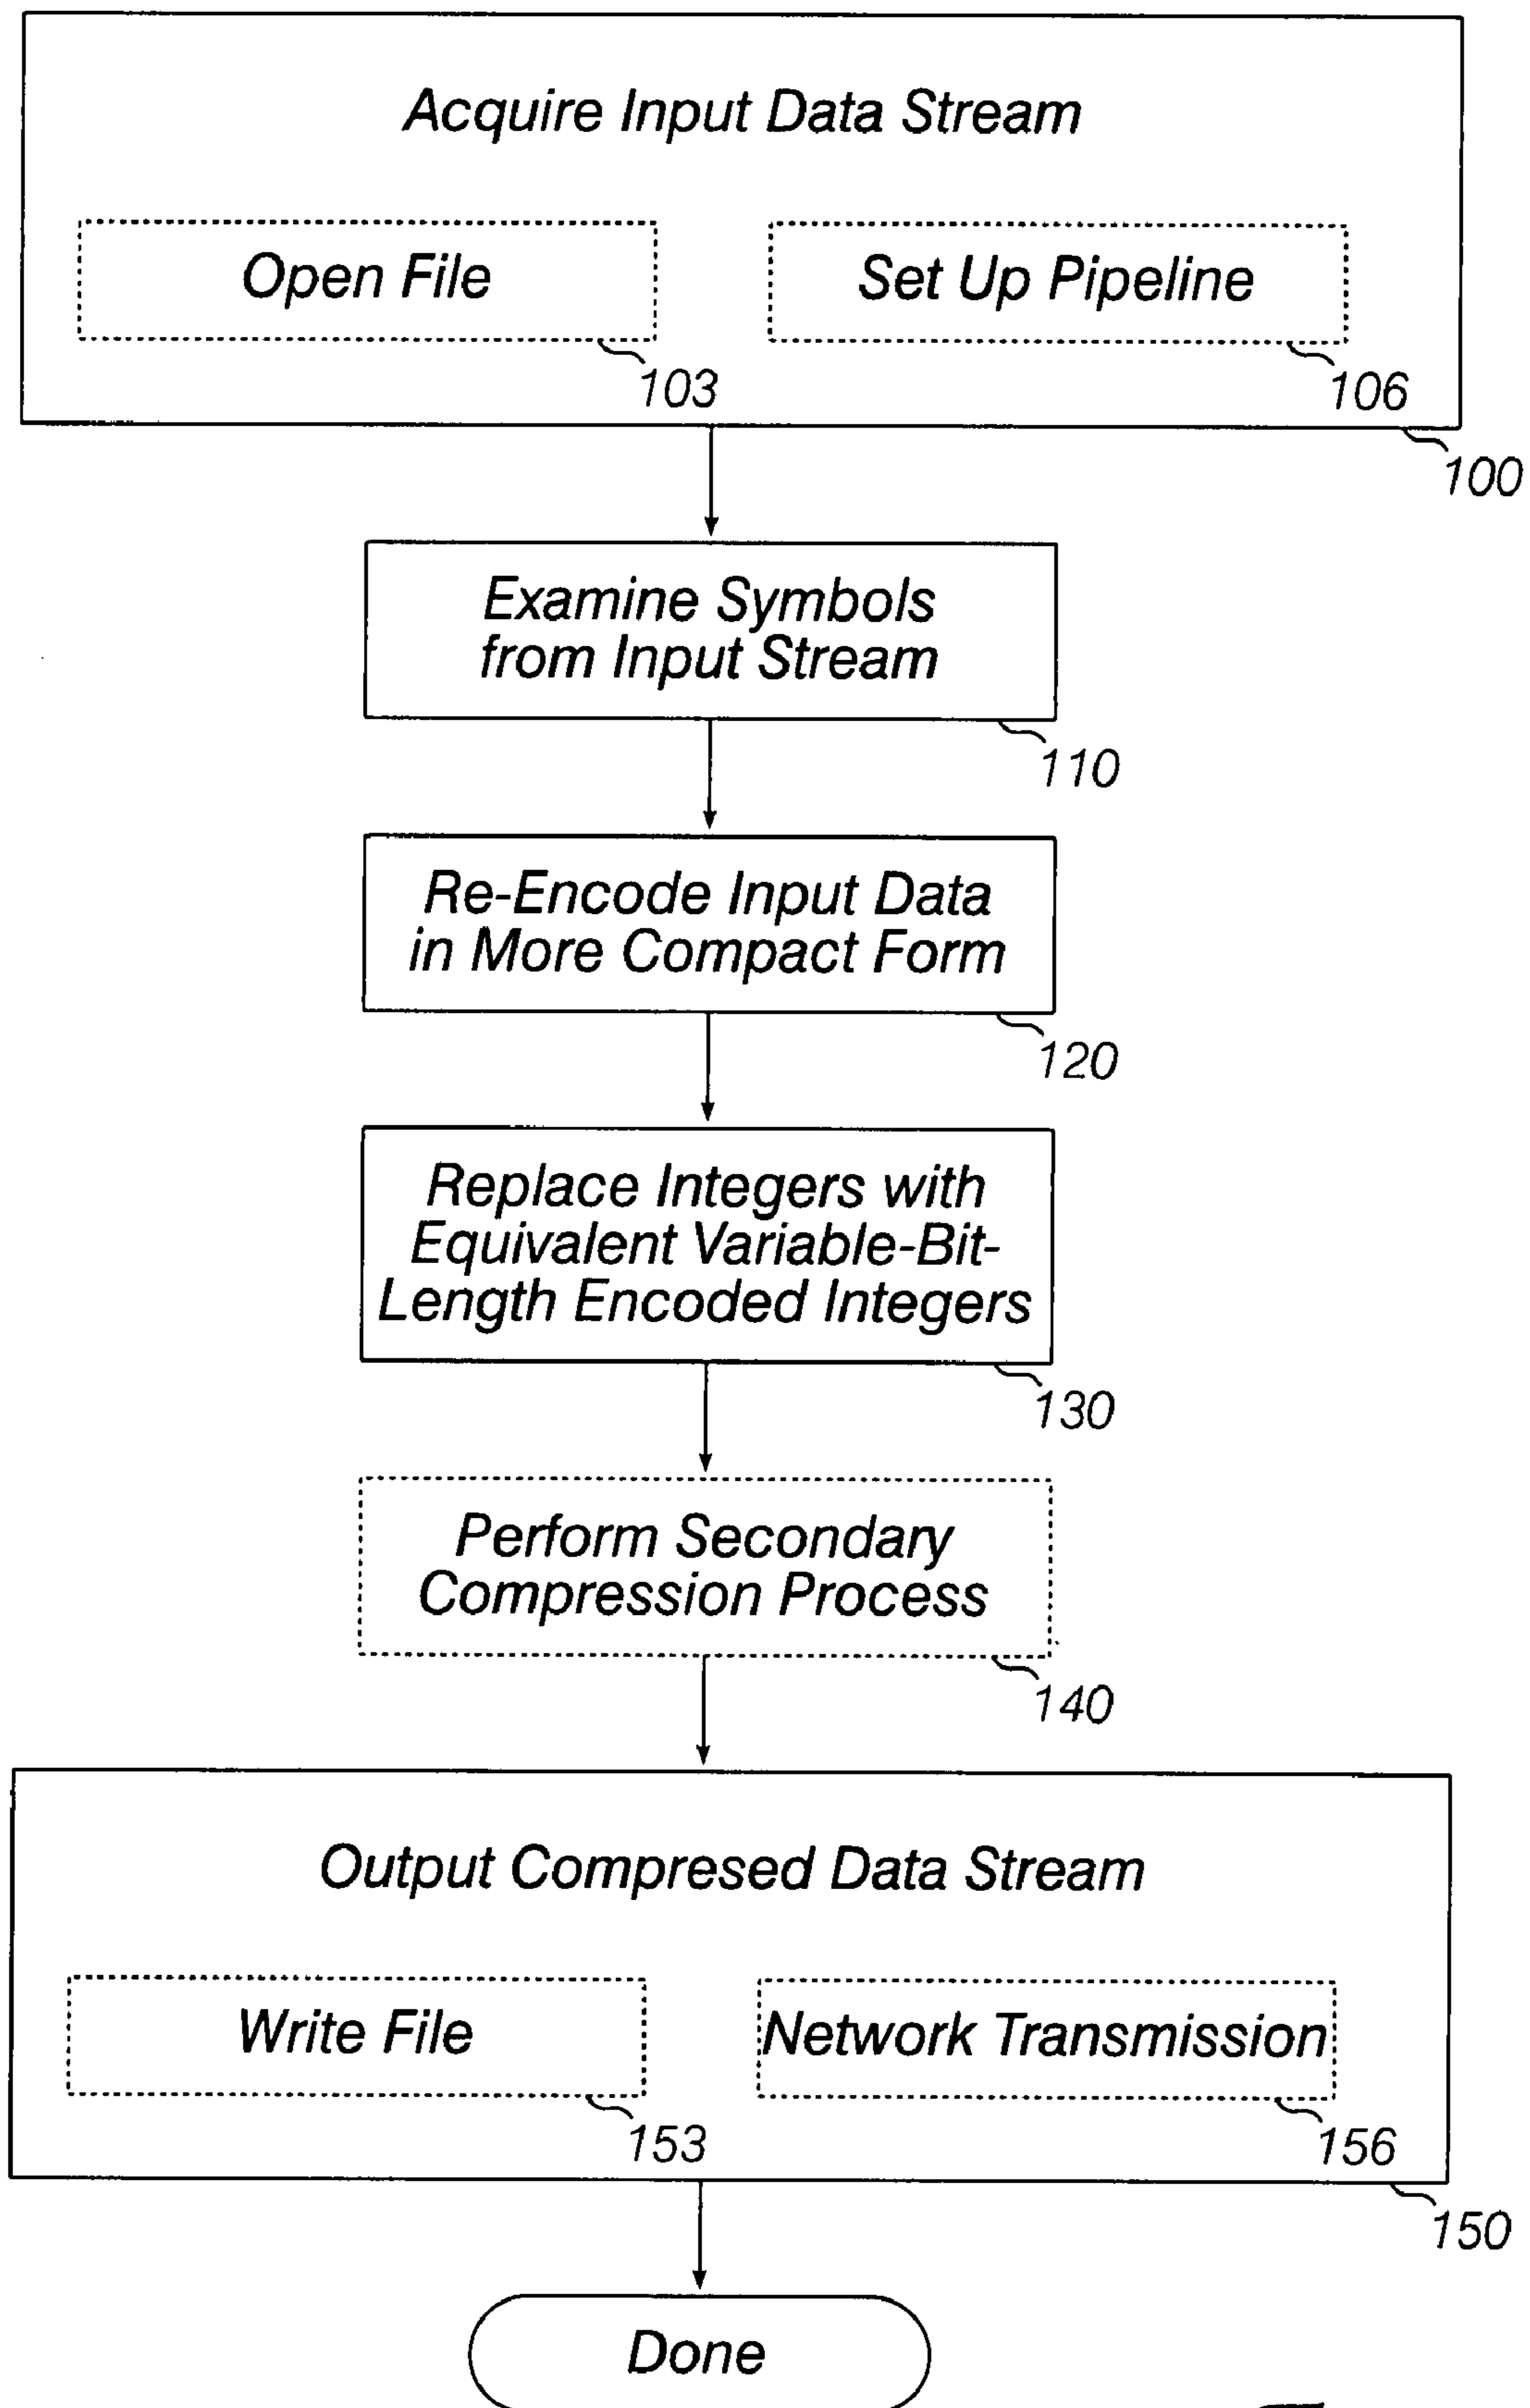 Acquire Input Data Stream
Open File
Set Up Pipeline
103
106
100
Examine Symbols
from Input Stream
110
Re-Encode Input Data
in More Compact Form
120
Replace Integers with
Equivalent Variable-Bit-
Length Encoded Integers
130
Perform Secondary
Compression Process
140
Output Compresed Data Stream
Write File
Network Transmission
153
156
150
Done